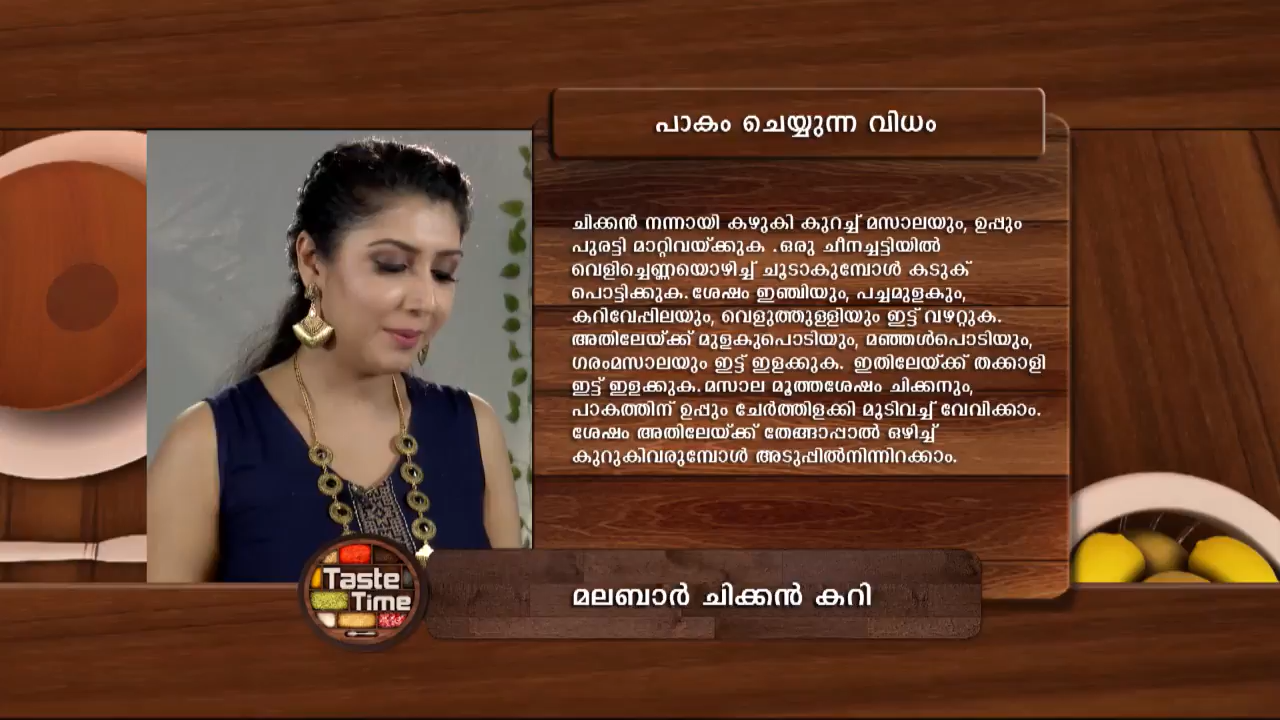 പാകം ചെയ്യുന്ന വിധം
ചിക്കൻ നന്നായി കഴുകി കുറച്ച് മസാലയും, ഉപ്പും
പുരട്ടി മാറ്റിവയ്ക്കുക .ഒരു ചീനച്ചട്ടിയിൽ
വെളിച്ചെണ്ണയൊഴിച്ച് ചൂടാകുമ്പോൾ കടുക്
പൊട്ടിക്കുക. ശേഷം ഇഞ്ചിയും, പച്ചമുളകും,
കറിവേപ്പിലയും, വെളുത്തുള്ളിയും ഇട്ട് വഴറ്റുക.
അതിലേയ്ക്ക് മുളകുപൊടിയും, മഞ്ഞൾപൊടിയും,
ഗരംമസാലയും ഇട്ട് ഇളക്കുക. ഇതിലേയ്ക്ക് തക്കാളി
ഇട്ട് ഇളക്കുക. മസാല മൂത്തശേഷം ചിക്കനും,
പാകത്തിന് ഉപ്പും ചേർത്തിളക്കി മൂടിവച്ച് വേവിക്കാം.
ശേഷം അതിലേയ്ക്ക് തേങ്ങാപ്പാൽ ഒഴിച്ച്
കുറുകിവരുമ്പോൾ അടുപ്പിൽനിന്നിറക്കാം.
Taste
Time
മലബാർ ചിക്കൻ കറി